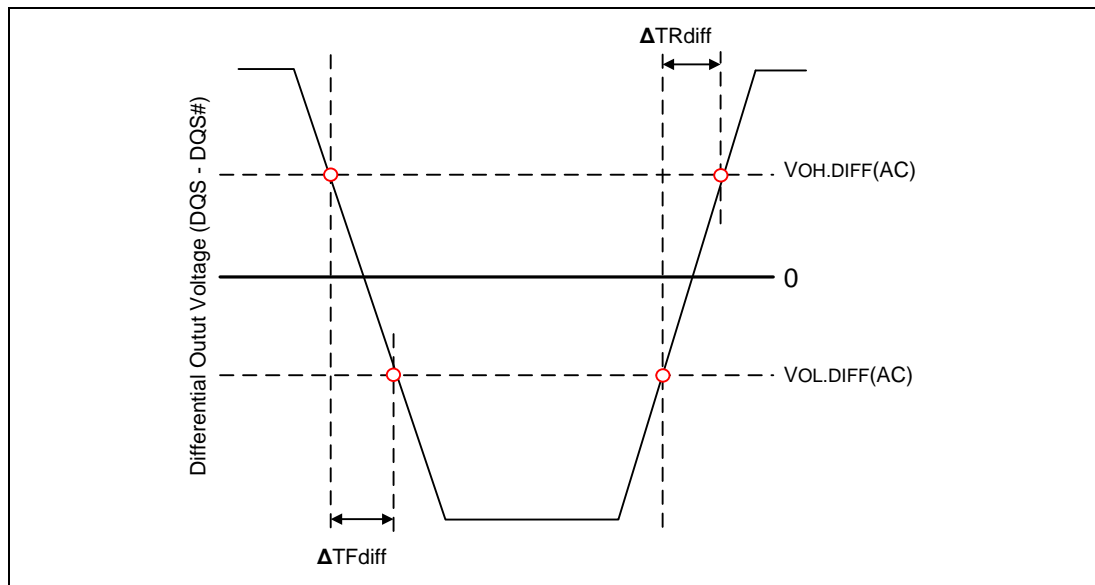 ΔTRdiff
Differential Outut Voltage (DQS - DQS#)
VOH.DIFF(AC)
0
VOL.DIFF(AC)
ΔTFdiff